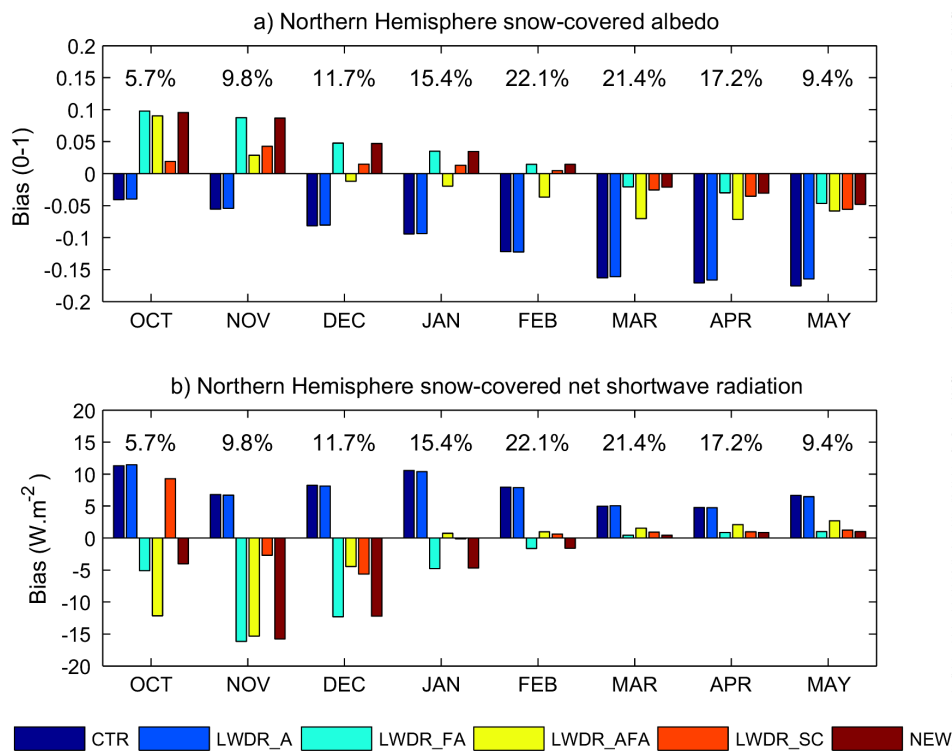 a) Northern Hemisphere snow-covered albedo
0.2
0.15
0.1
0.05
0
-0.05
-0.1
-0.15
-0.2
Bias (0-1)
5.7% 9.8% 11.7% 15.4% 22.1% 21.4% 17.2% 9.4%
OCT NOV DEC JAN FEB MAR APR MAY
b) Northern Hemisphere snow-covered net shortwave radiation
20
15
10
5
0
-5
-10
-15
-20
Bias (W.m-2)
5.7% 9.8% 11.7% 15.4% 22.1% 21.4% 17.2% 9.4%
OCT NOV DEC JAN FEB MAR APR MAY
CTR LWDR_A LWDR_FA LWDR_AFA LWDR_SC NEW